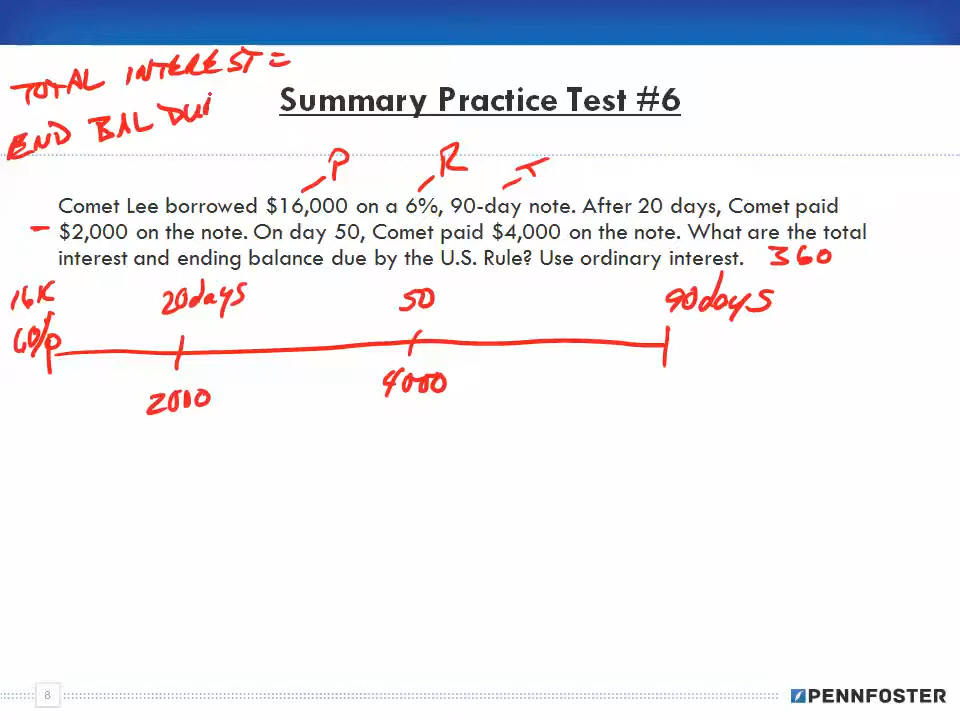 TOTAL INTEREST =
END BAL DUE
Summary Practice Test #6
P R T
Comet Lee borrowed $16,000 on a 6%, 90-day note. After 20 days, Comet paid
$2,000 on the note. On day 50, Comet paid $4,000 on the note. What are the total
interest and ending balance due by the U.S. Rule? Use ordinary interest. 360
16K 20days 50 90days
6%
2000 4000
8
PENNFOSTER